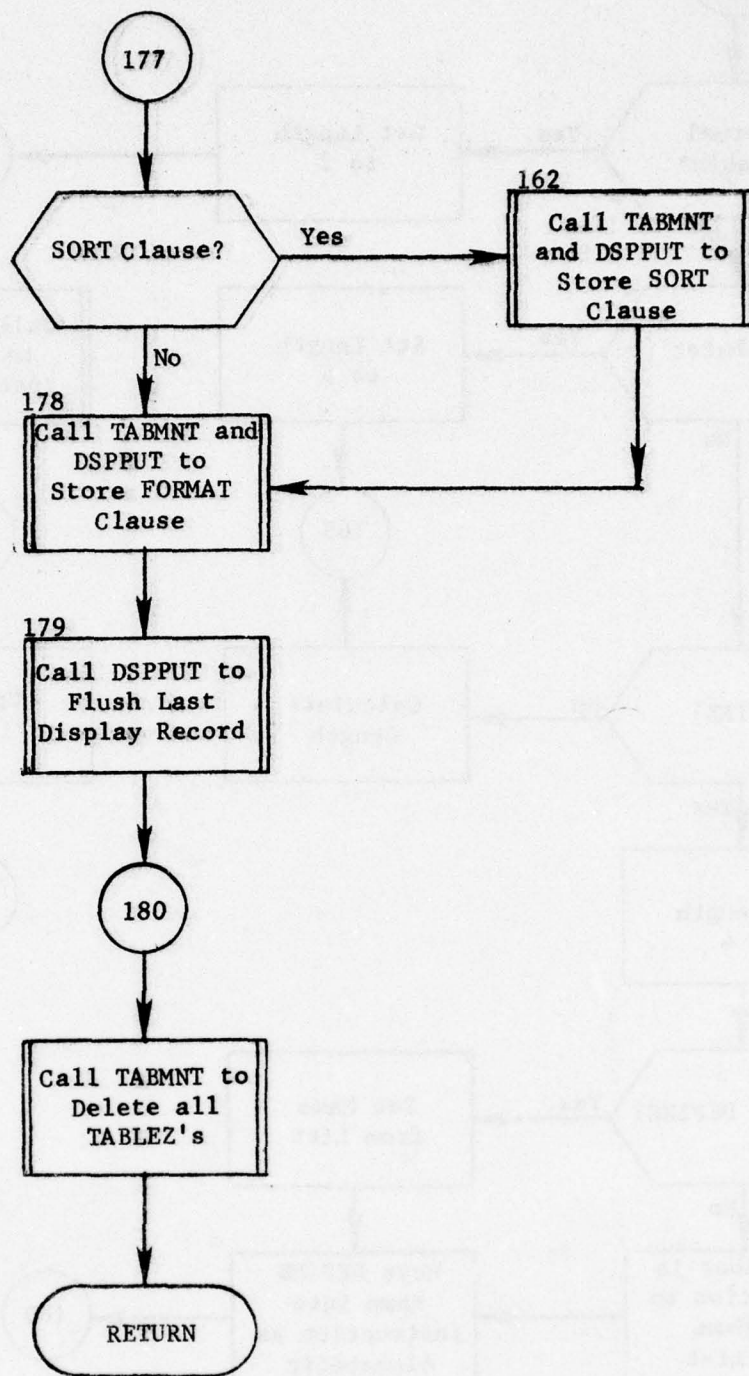 177
SORT Clause?
Yes
162
Call TABMNT
and DSPPUT to
Store SORT
Clause
No
178
Call TABMNT and
DSPPUT to
Store FORMAT
Clause
179
Call DSPPUT to
Flush Last
Display Record
180
Call TABMNT to
Delete all
TABLEZ's
RETURN